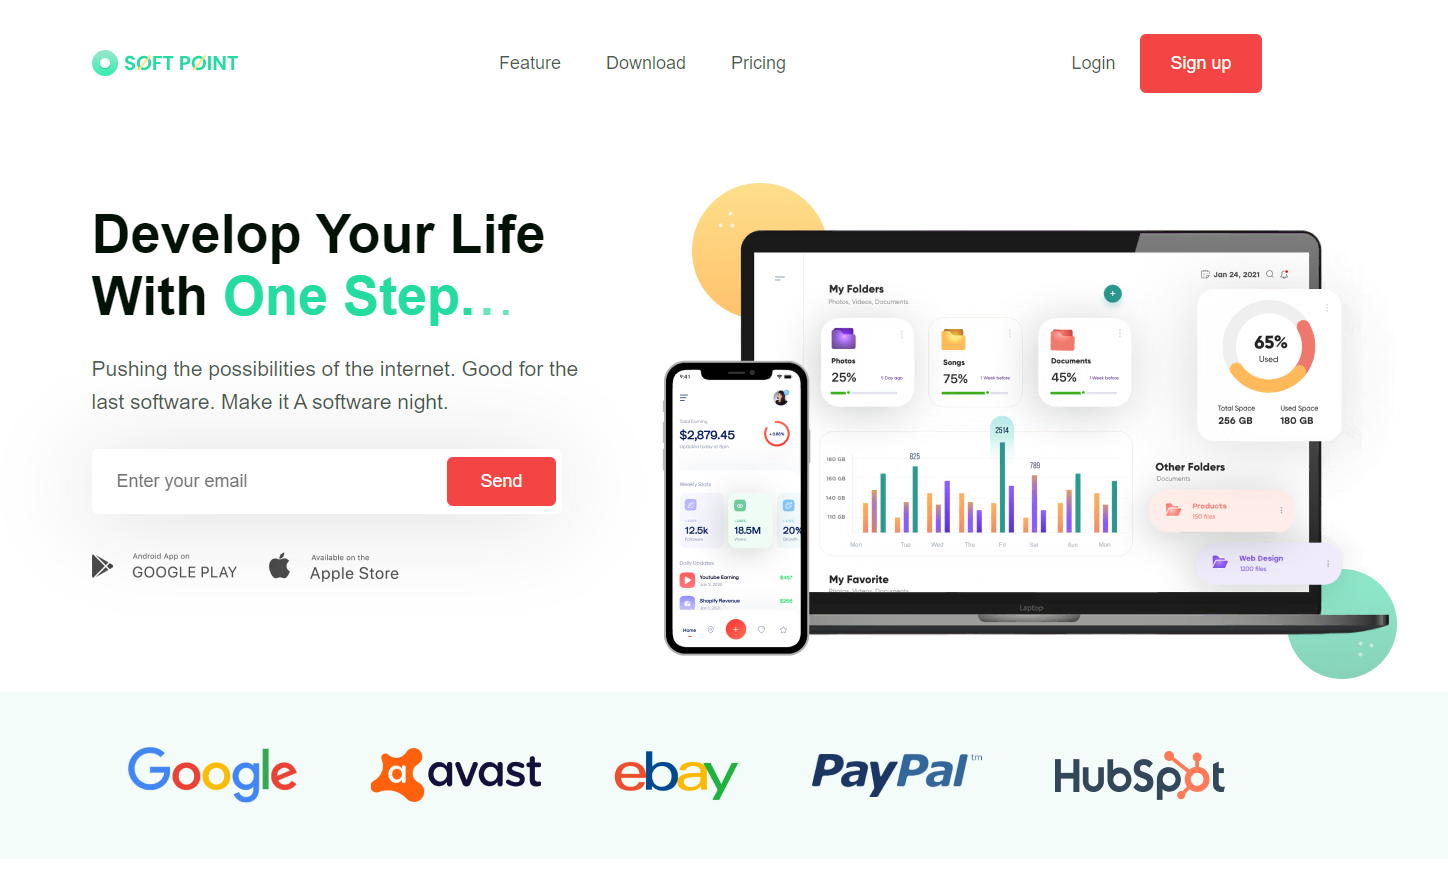 SOFT POINT
Feature
Download
Pricing
Login
Sign up
Develop Your Life
With One Step...
Pushing the possibilities of the internet. Good for the
last software. Make it A software night.
Enter your email
Send
Android App on
GOOGLE PLAY
Available on the
Apple Store
9:41
Total Earning
$2,879.45
Updated today at 6pm
+ 0.88%
Weekly Stats
12.5k
Followers
18.5M
Views
20%
Growth
Daily Updates
Youtube Earning
Jan 3, 2020
$457
Shopify Revenue
$256
Home
My Folders
Photos, Videos, Documents
Jan 24, 2021
Photos
25%
5 Day ago
Songs
75%
1 Week before
Documents
45%
1 Week before
65%
Used
Total Space
256 GB
Used Space
180 GB
2514
825
789
180 GB
160 GB
140 GB
110 GB
Mon
Tue
Wed
Thu
Fri
Sat
Sun
Mon
Other Folders
Documents
Products
150 files
Web Design
1200 files
My Favorite
Photos, Videos, Documents
Laptop
Google
avast
ebay
PayPal™
HubSpot